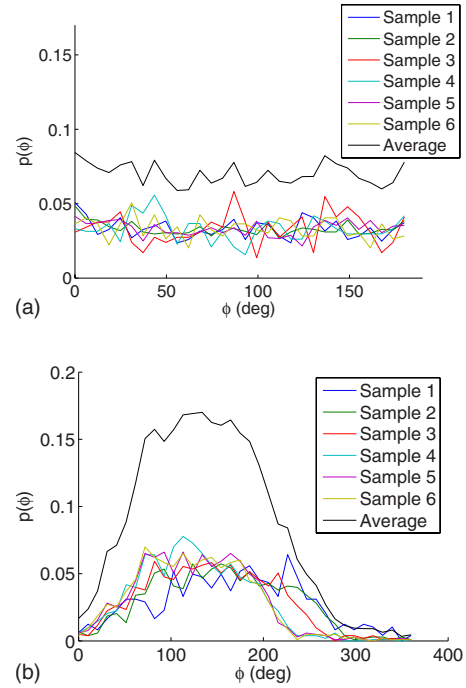 Sample 1
Sample 2
Sample 3
Sample 4
Sample 5
Sample 6
Average
0.15
0.1
0.05
0
p(ϕ)
0 50 100 150
ϕ (deg)
(a)
Sample 1
Sample 2
Sample 3
Sample 4
Sample 5
Sample 6
Average
0.2
0.15
0.1
0.05
0
p(ϕ)
0 100 200 300 400
ϕ (deg)
(b)